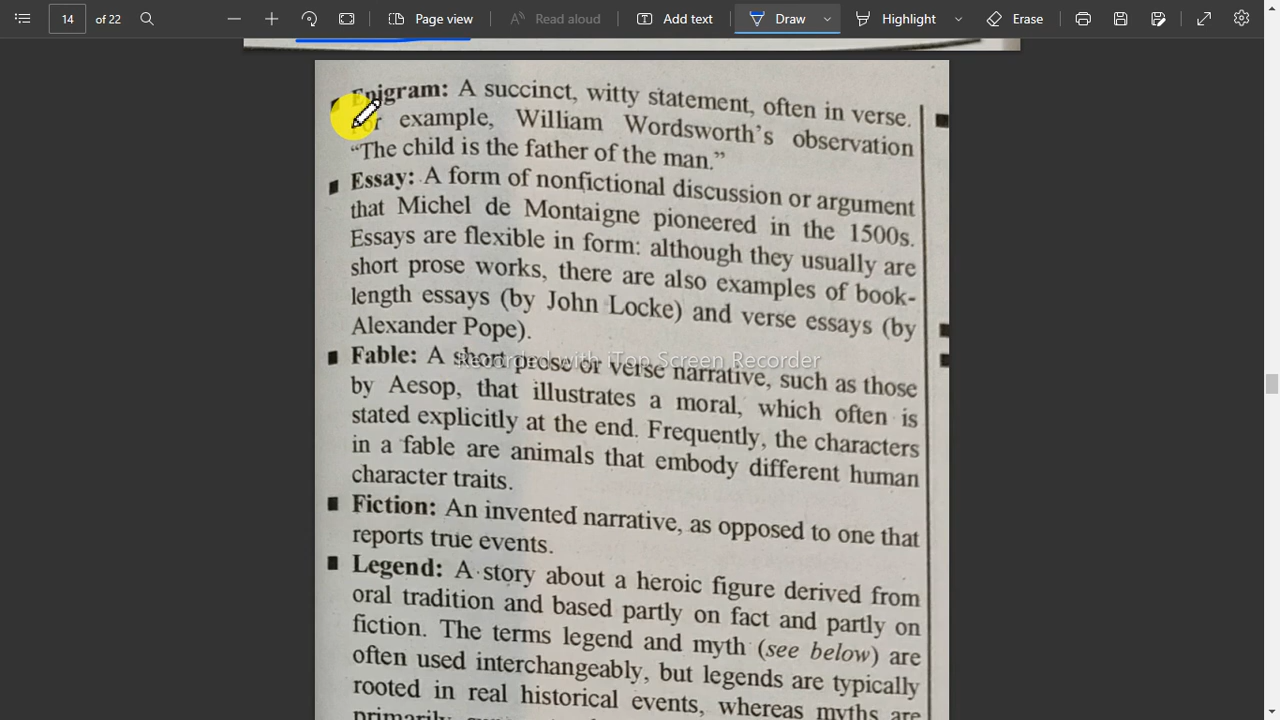 14 of 22 Page view Read aloud Add text Draw Highlight Erase
Epigram: A succinct, witty statement, often in verse.
For example, William Wordsworth's observation
“The child is the father of the man.”
Essay: A form of nonfictional discussion or argument
that Michel de Montaigne pioneered in the 1500s.
Essays are flexible in form: although they usually are
short prose works, there are also examples of book-
length essays (by John Locke) and verse essays (by
Alexander Pope).
Recorded with iTop Screen Recorder
Fable: A short prose or verse narrative, such as those
by Aesop, that illustrates a moral, which often is
stated explicitly at the end. Frequently, the characters
in a fable are animals that embody different human
character traits.
Fiction: An invented narrative, as opposed to one that
reports true events.
Legend: A story about a heroic figure derived from
oral tradition and based partly on fact and partly on
fiction. The terms legend and myth (see below) are
often used interchangeably, but legends are typically
rooted in real historical events, whereas myths are
primarily